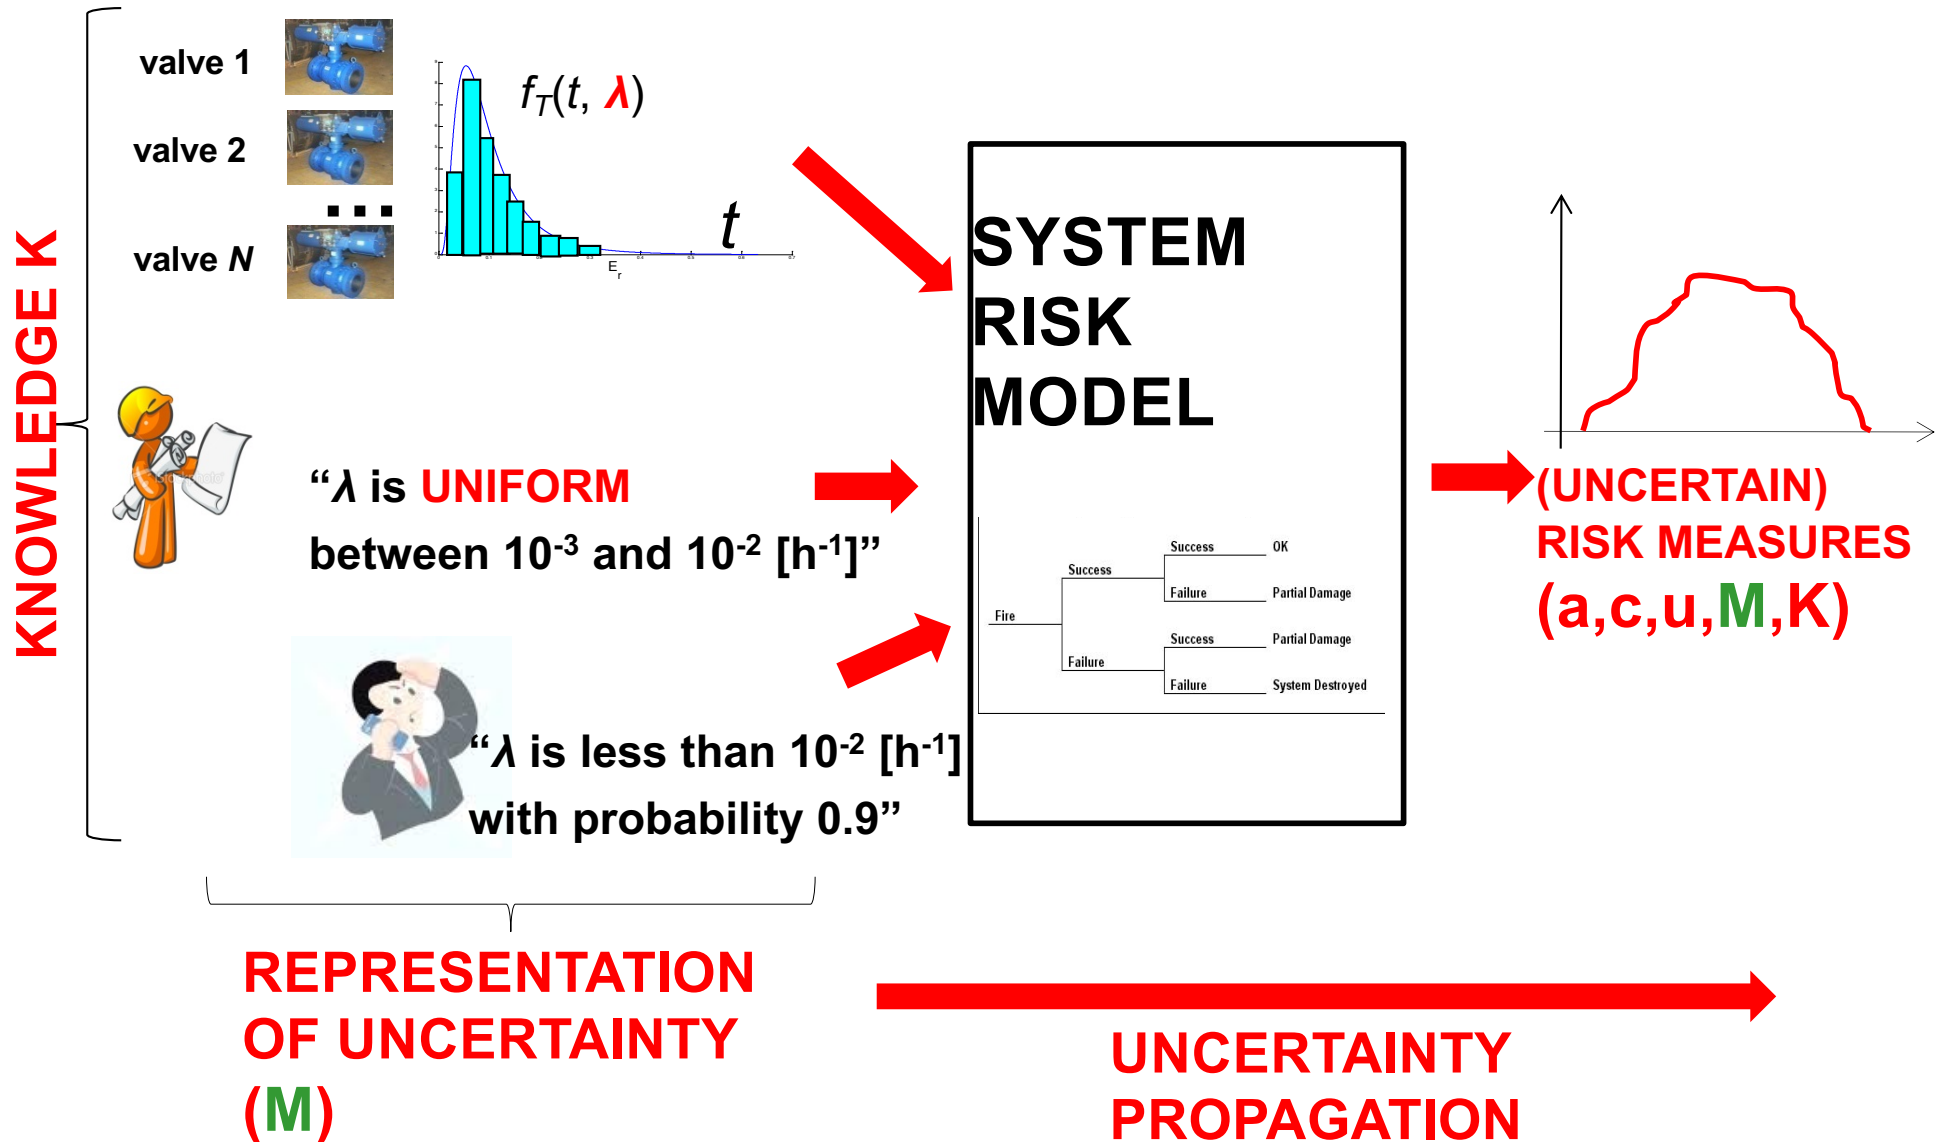 KNOWLEDGE K
valve 1
valve 2
...
valve N
f_T(t, λ)
t
E_r
“λ is UNIFORM
between 10⁻³ and 10⁻² [h⁻¹]”
“λ is less than 10⁻² [h⁻¹]
with probability 0.9”
SYSTEM
RISK
MODEL
Fire
Success
Failure
Success OK
Failure Partial Damage
Success Partial Damage
Failure System Destroyed
(UNCERTAIN)
RISK MEASURES
(a,c,u,M,K)
REPRESENTATION
OF UNCERTAINTY
(M)
UNCERTAINTY
PROPAGATION